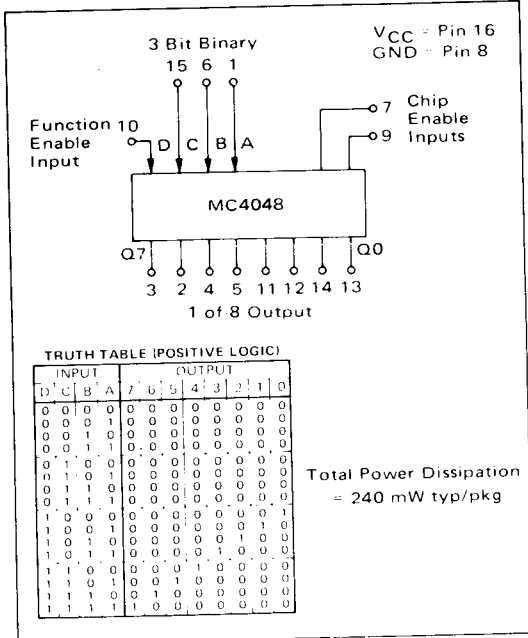 3 Bit Binary
15 6 1
VCC = Pin 16
GND = Pin 8
Function 10
Enable
Input
D C B A
7 Chip
Enable
9 Inputs
MC4048
Q7 Q0
3 2 4 5 11 12 14 13
1 of 8 Output
TRUTH TABLE (POSITIVE LOGIC)
INPUT OUTPUT
D C B A 7 6 5 4 3 2 1 0
0 0 0 0 0 0 0 0 0 0 0 0
0 0 0 1 0 0 0 0 0 0 0 0
0 0 1 0 0 0 0 0 0 0 0 0
0 0 1 1 0 0 0 0 0 0 0 0
0 1 0 0 0 0 0 0 0 0 0 0
0 1 0 1 0 0 0 0 0 0 0 0
0 1 1 0 0 0 0 0 0 0 0 0
0 1 1 1 0 0 0 0 0 0 0 0
1 0 0 0 0 0 0 0 0 0 0 1
1 0 0 1 0 0 0 0 0 0 1 0
1 0 1 0 0 0 0 0 0 1 0 0
1 0 1 1 0 0 0 0 1 0 0 0
1 1 0 0 0 0 0 1 0 0 0 0
1 1 0 1 0 0 1 0 0 0 0 0
1 1 1 0 0 1 0 0 0 0 0 0
1 1 1 1 1 0 0 0 0 0 0 0
Total Power Dissipation
= 240 mW typ/pkg